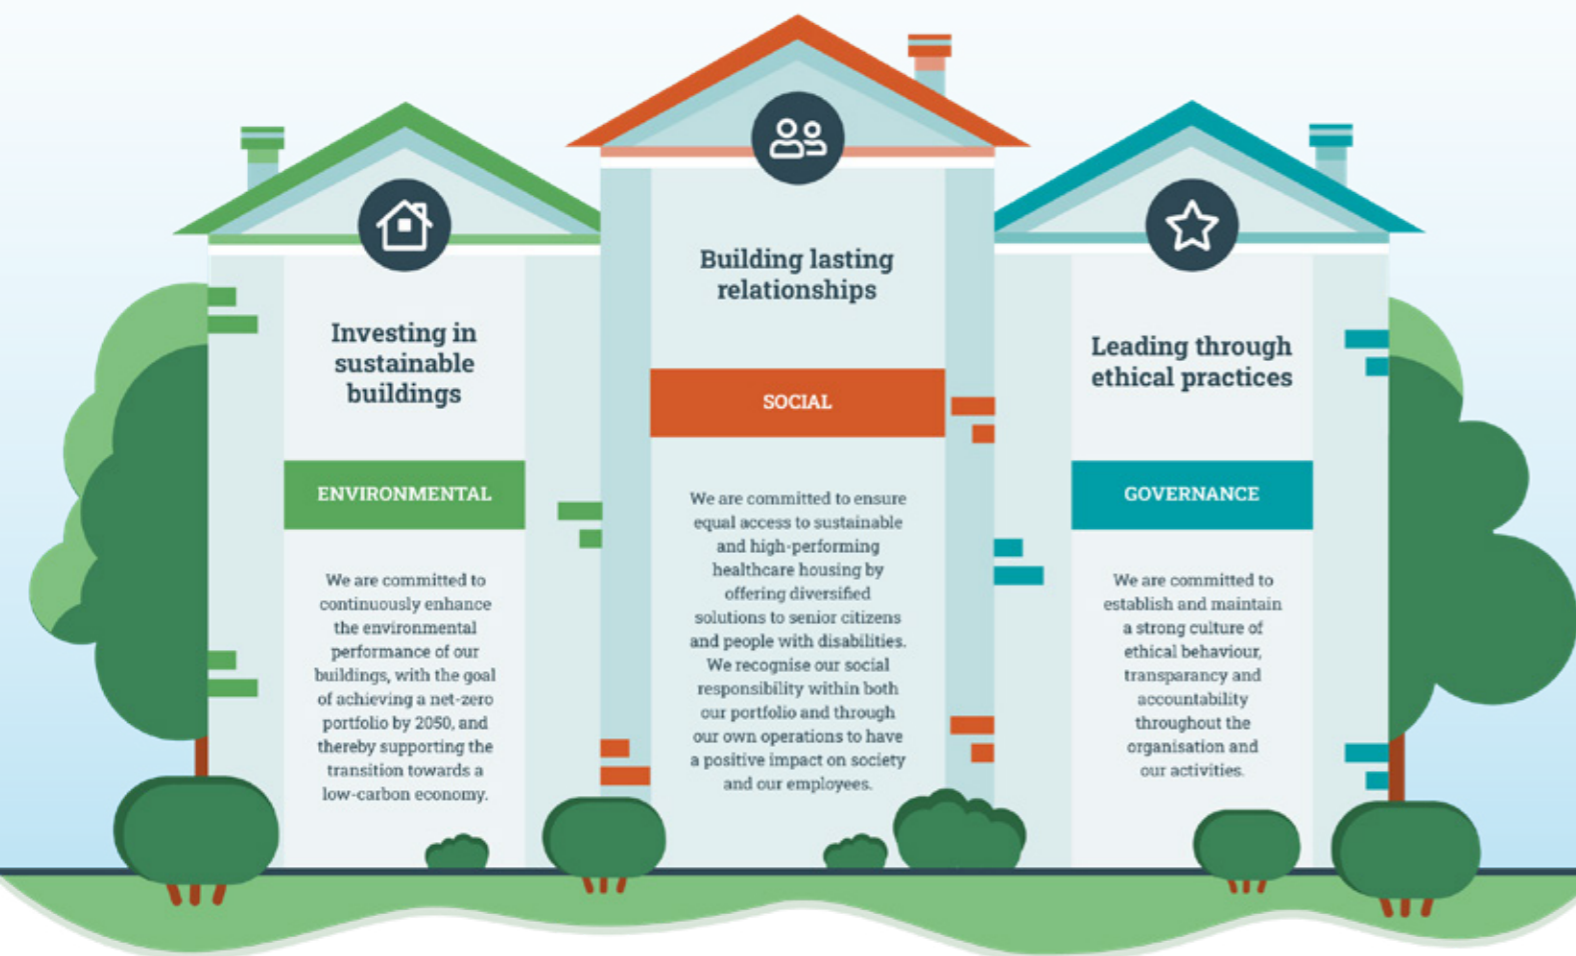 Investing in
sustainable
buildings
ENVIRONMENTAL
We are committed to
continuously enhance
the environmental
performance of our
buildings, with the goal
of achieving a net-zero
portfolio by 2050, and
thereby supporting the
transition towards a
low-carbon economy.
Building lasting
relationships
SOCIAL
We are committed to ensure
equal access to sustainable
and high-performing
healthcare housing by
offering diversified
solutions to senior citizens
and people with disabilities.
We recognise our social
responsibility within both
our portfolio and through
our own operations to have
a positive impact on society
and our employees.
Leading through
ethical practices
GOVERNANCE
We are committed to
establish and maintain
a strong culture of
ethical behaviour,
transparancy and
accountability
throughout the
organisation and
our activities.